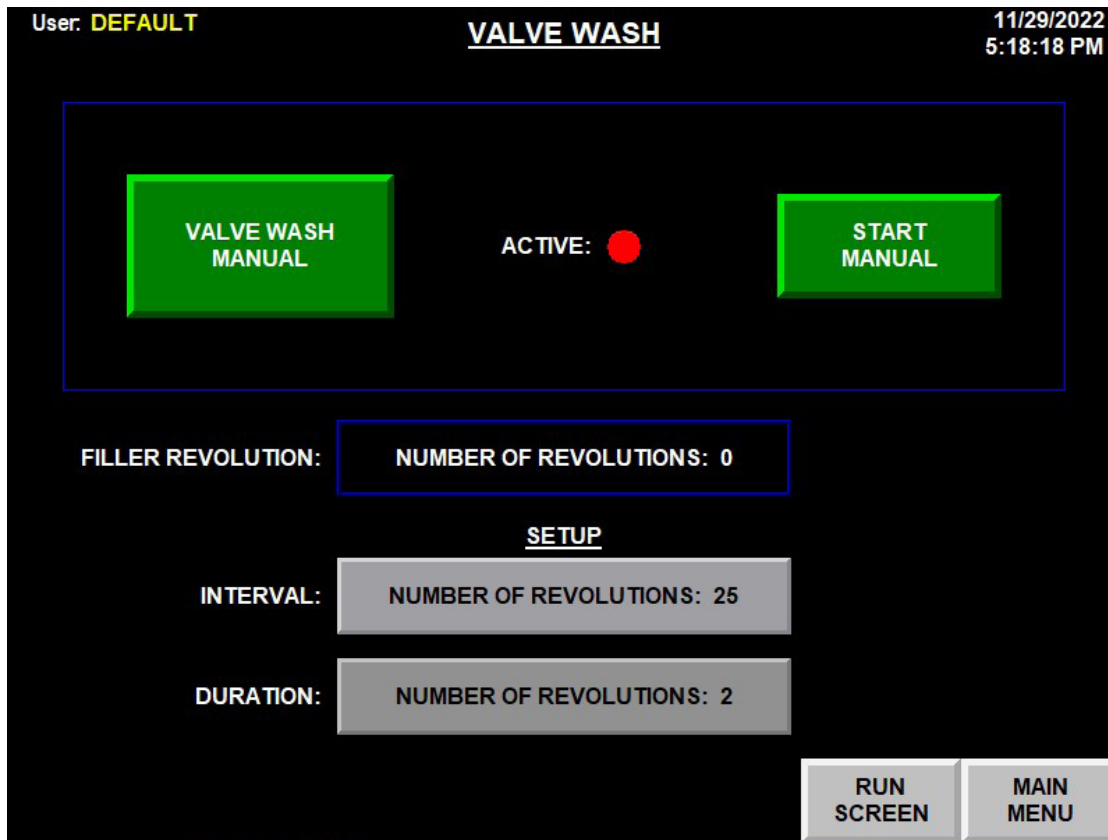 User: DEFAULT
VALVE WASH
11/29/2022
5:18:18 PM
VALVE WASH
MANUAL
ACTIVE:
START
MANUAL
FILLER REVOLUTION:
NUMBER OF REVOLUTIONS: 0
SETUP
INTERVAL:
NUMBER OF REVOLUTIONS: 25
DURATION:
NUMBER OF REVOLUTIONS: 2
RUN
SCREEN
MAIN
MENU